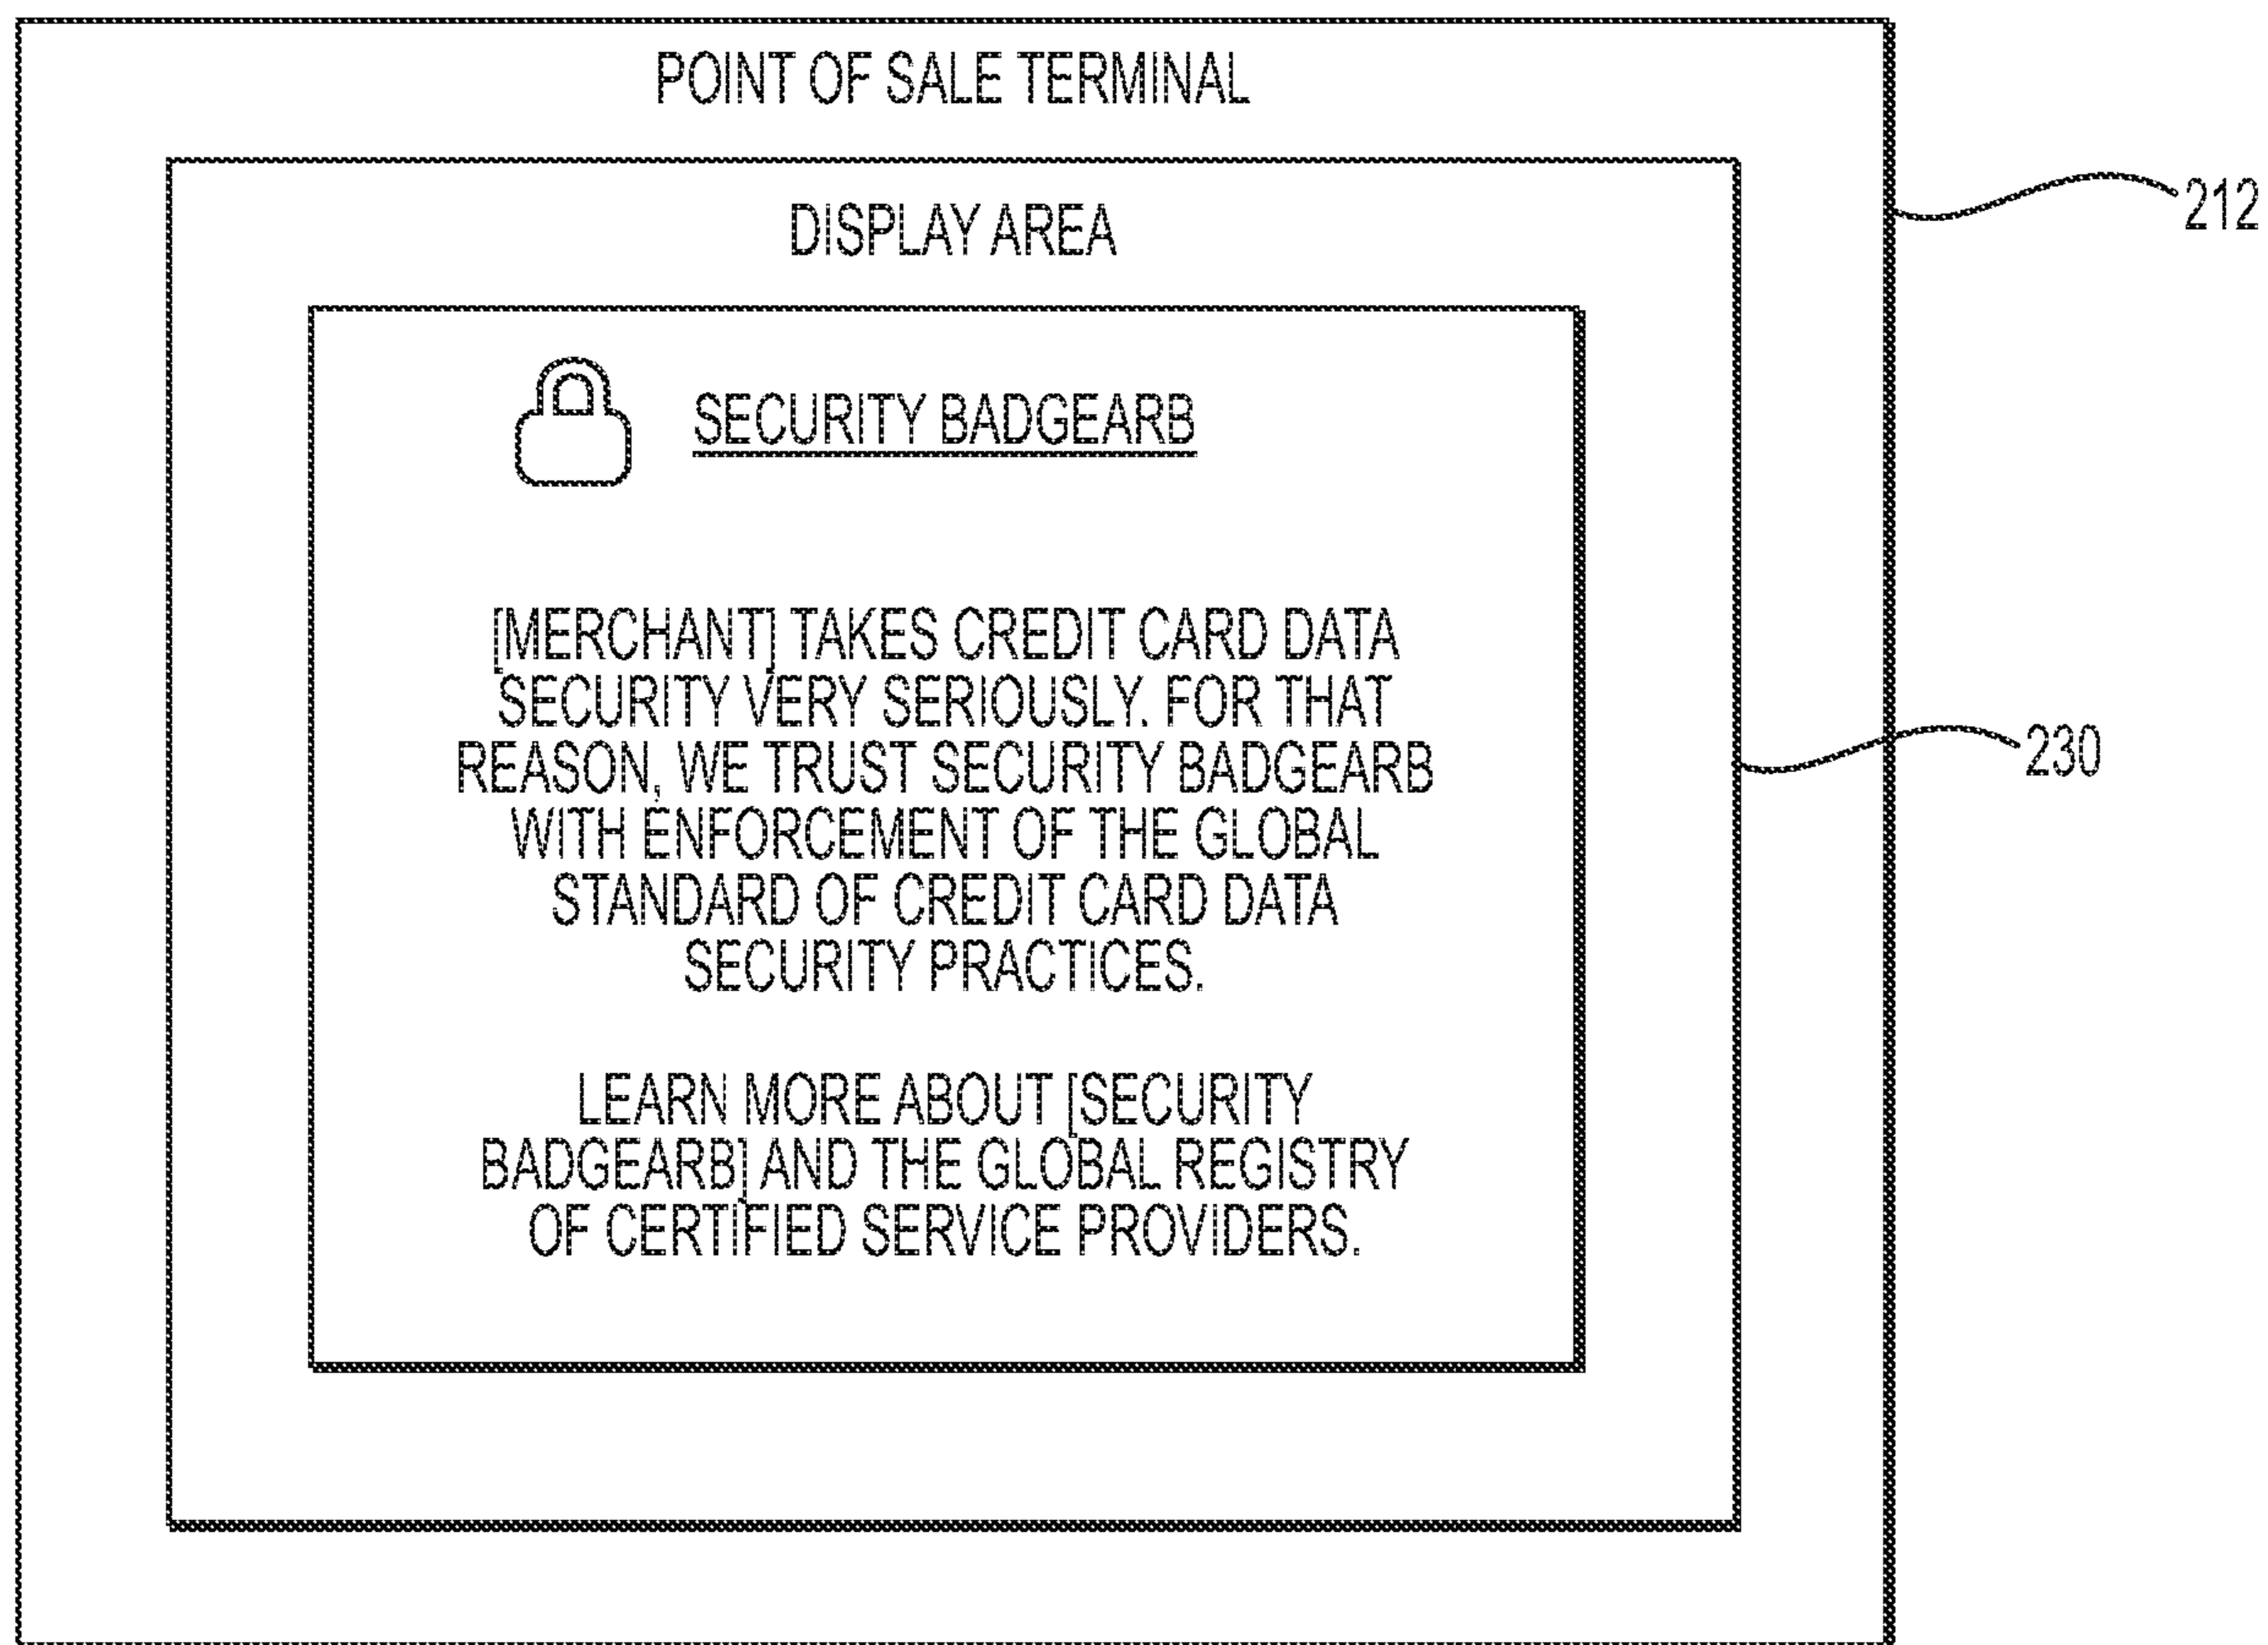 POINT OF SALE TERMINAL
DISPLAY AREA
212
SECURITY BADGEARB
[MERCHANT] TAKES CREDIT CARD DATA
SECURITY VERY SERIOUSLY. FOR THAT
REASON, WE TRUST SECURITY BADGEARB
230
WITH ENFORCEMENT OF THE GLOBAL
STANDARD OF CREDIT CARD DATA
SECURITY PRACTICES.
LEARN MORE ABOUT [SECURITY
BADGEARB] AND THE GLOBAL REGISTRY
OF CERTIFIED SERVICE PROVIDERS.